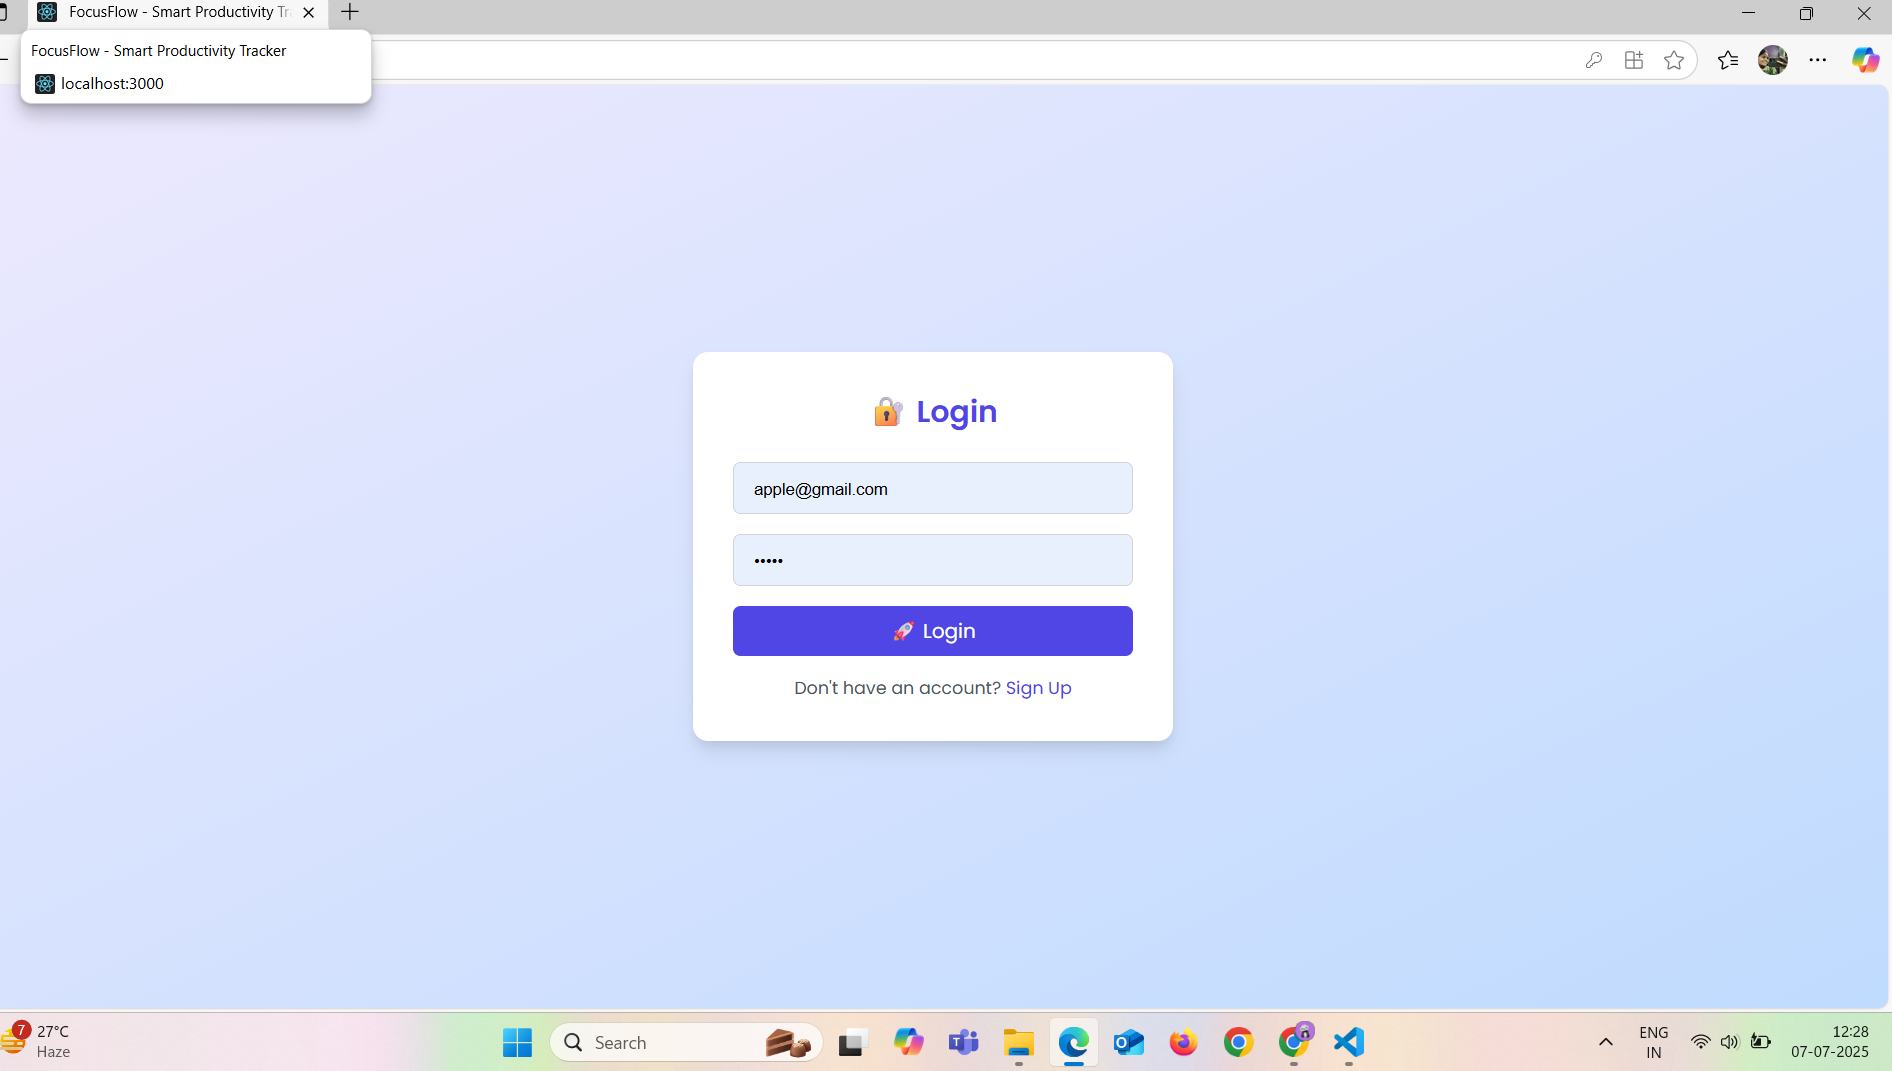 FocusFlow - Smart Productivity Tr
FocusFlow - Smart Productivity Tracker
localhost:3000
🔐 Login
apple@gmail.com
•••••
🚀 Login
Don't have an account? Sign Up
7
27°C
Haze
Search
ENG
IN
12:28
07-07-2025